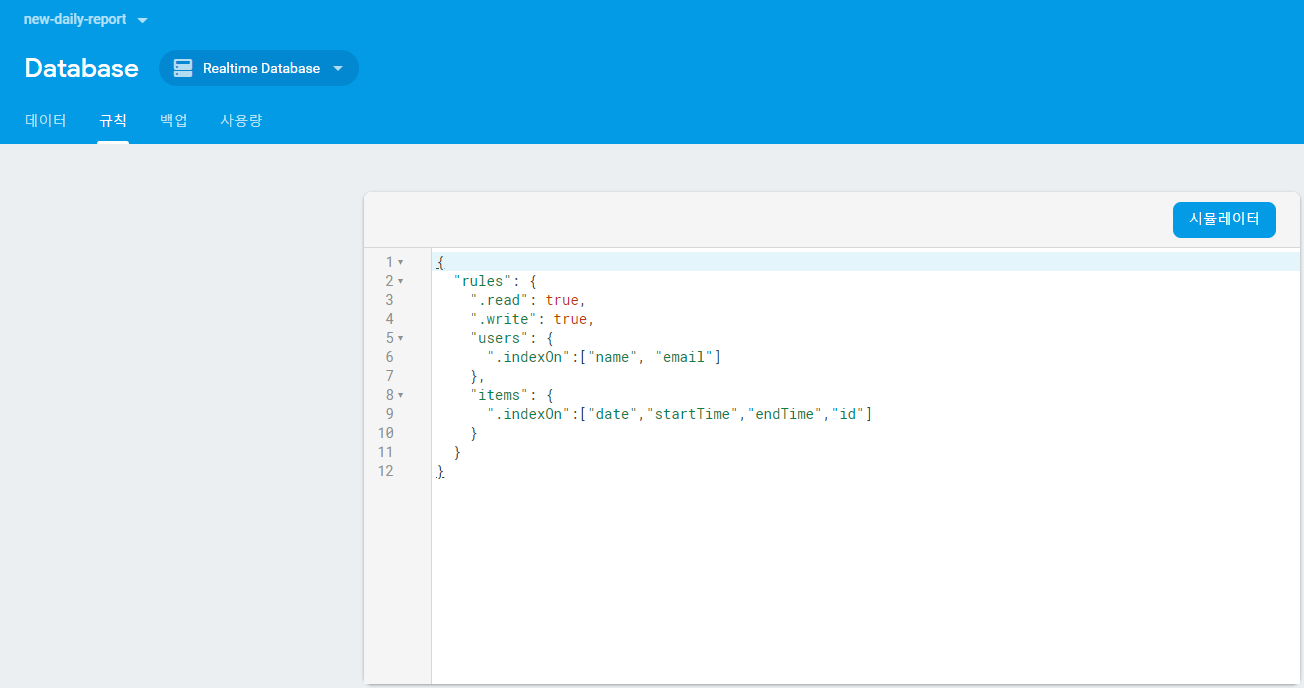 new-daily-report
Database
Realtime Database
데이터 규칙 백업 사용량
시뮬레이터
1 {
2 "rules": {
3 ".read": true,
4 ".write": true,
5 "users": {
6 ".indexOn":["name", "email"]
7 },
8 "items": {
9 ".indexOn":["date","startTime","endTime","id"]
10 }
11 }
12 }